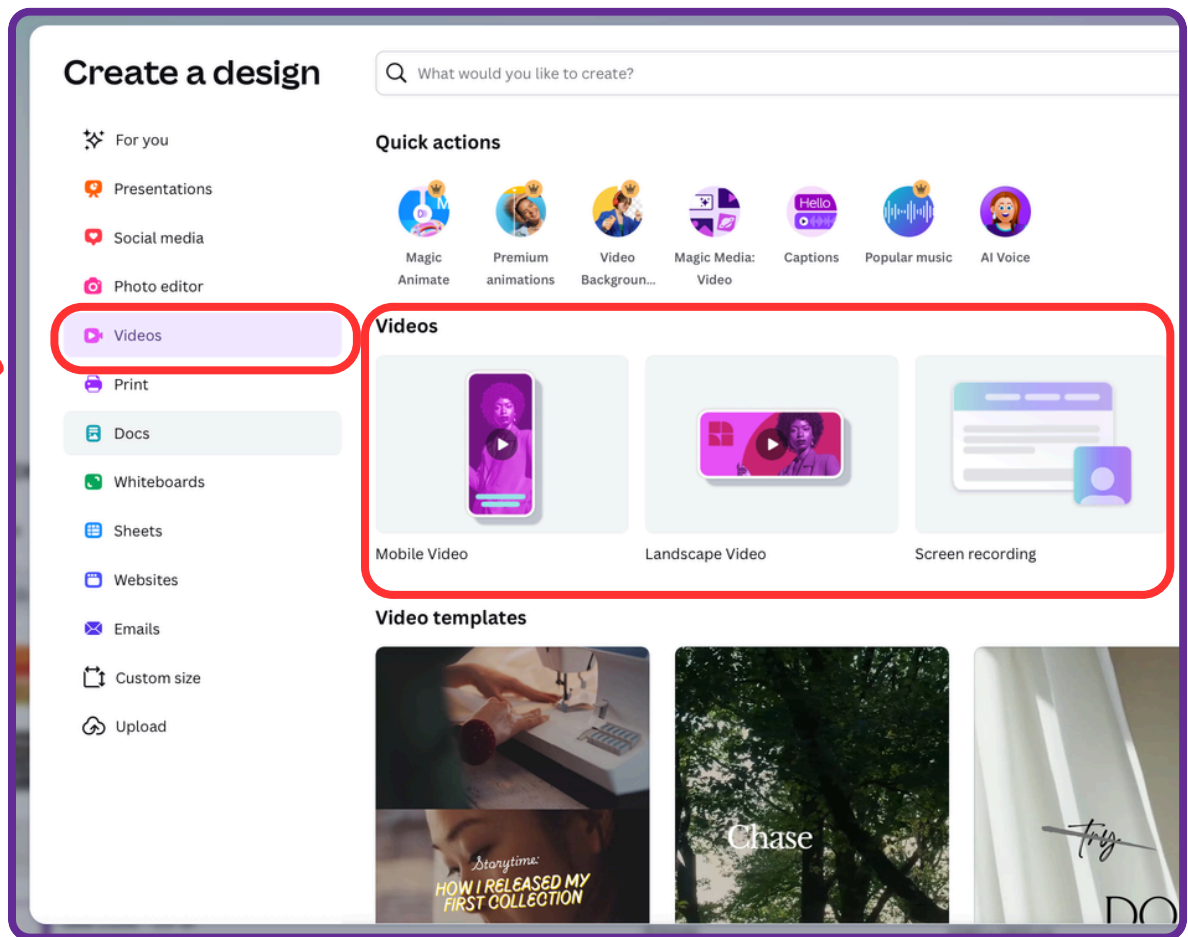 Create a design
What would you like to create?
For you
Presentations
Social media
Photo editor
Videos
Print
Docs
Whiteboards
Sheets
Websites
Emails
Custom size
Upload
Quick actions
Hello
Magic
Animate
Premium
animations
Video
Backgroun...
Magic Media:
Video
Captions
Popular music
AI Voice
Videos
Mobile Video
Landscape Video
Screen recording
Video templates
Storytime:
HOW I RELEASED MY
FIRST COLLECTION
Chase
Try
DO